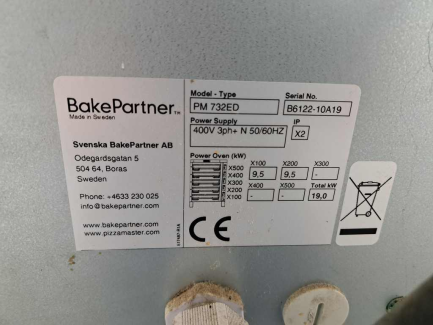 BakePartner™
Made in Sweden
Svenska BakePartner AB
Odegardsgatan 5
504 64, Boras
Sweden
Phone: +4633 230 025
info@bakepartner.com
www.bakepartner.com
www.pizzamaster.com
Model - Type
PM 732ED
Serial No.
B6122-10A19
Power Supply
400V 3ph+ N 50/60HZ
IP
X2
Power Oven (kW)
X500
X400
X300
X200
X100
X100 X200 X300
9,5 9,5 -
X400 X500 Total kW
- - 19,0
CE